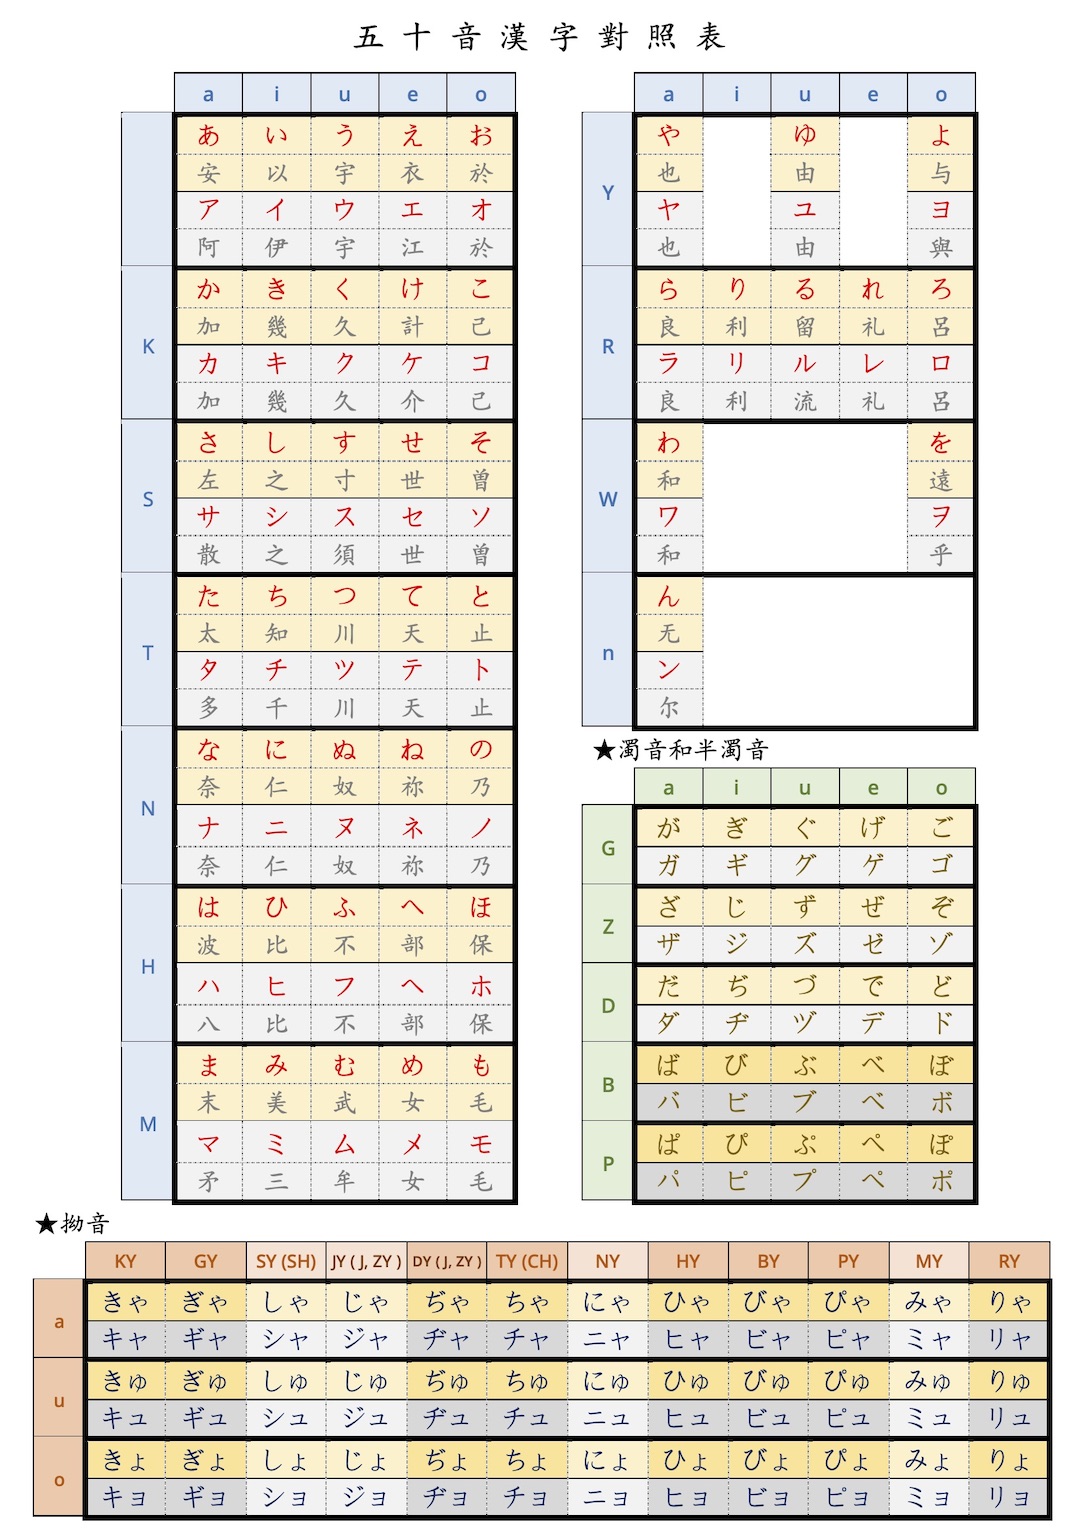 五十音漢字對照表
a i u e o
あ い う え お
安 以 宇 衣 於
ア イ ウ エ オ
阿 伊 宇 江 於
K
か き く け こ
加 幾 久 計 己
カ キ ク ケ コ
加 幾 久 介 己
S
さ し す せ そ
左 之 寸 世 曽
サ シ ス セ ソ
散 之 須 世 曽
T
た ち つ て と
太 知 川 天 止
タ チ ツ テ ト
多 千 川 天 止
N
な に ぬ ね の
奈 仁 奴 祢 乃
ナ ニ ヌ ネ ノ
奈 仁 奴 祢 乃
H
は ひ ふ へ ほ
波 比 不 部 保
ハ ヒ フ ヘ ホ
八 比 不 部 保
M
ま み む め も
末 美 武 女 毛
マ ミ ム メ モ
矛 三 牟 女 毛
a i u e o
Y
や ゆ よ
也 由 与
ヤ ユ ヨ
也 由 與
R
ら り る れ ろ
良 利 留 礼 呂
ラ リ ル レ ロ
良 利 流 礼 呂
W
わ を
和 遠
ワ ヲ
和 乎
n
ん
无
ン
尔
★濁音和半濁音
a i u e o
G
が ぎ ぐ げ ご
ガ ギ グ ゲ ゴ
Z
ざ じ ず ぜ ぞ
ザ ジ ズ ゼ ゾ
D
だ ぢ づ で ど
ダ ヂ ヅ デ ド
B
ば び ぶ べ ぼ
バ ビ ブ ベ ボ
P
ぱ ぴ ぷ ぺ ぽ
パ ピ プ ペ ポ
★拗音
KY GY SY (SH) JY ( J, ZY ) DY ( J, ZY ) TY (CH) NY HY BY PY MY RY
a
きゃ ぎゃ しゃ じゃ ぢゃ ちゃ にゃ ひゃ びゃ ぴゃ みゃ りゃ
キャ ギャ シャ ジャ ヂャ チャ ニャ ヒャ ビャ ピャ ミャ リャ
u
きゅ ぎゅ しゅ じゅ ぢゅ ちゅ にゅ ひゅ びゅ ぴゅ みゅ りゅ
キュ ギュ シュ ジュ ヂュ チュ ニュ ヒュ ビュ ピュ ミュ リュ
o
きょ ぎょ しょ じょ ぢょ ちょ にょ ひょ びょ ぴょ みょ りょ
キョ ギョ ショ ジョ ヂョ チョ ニョ ヒョ ビョ ピョ ミョ リョ